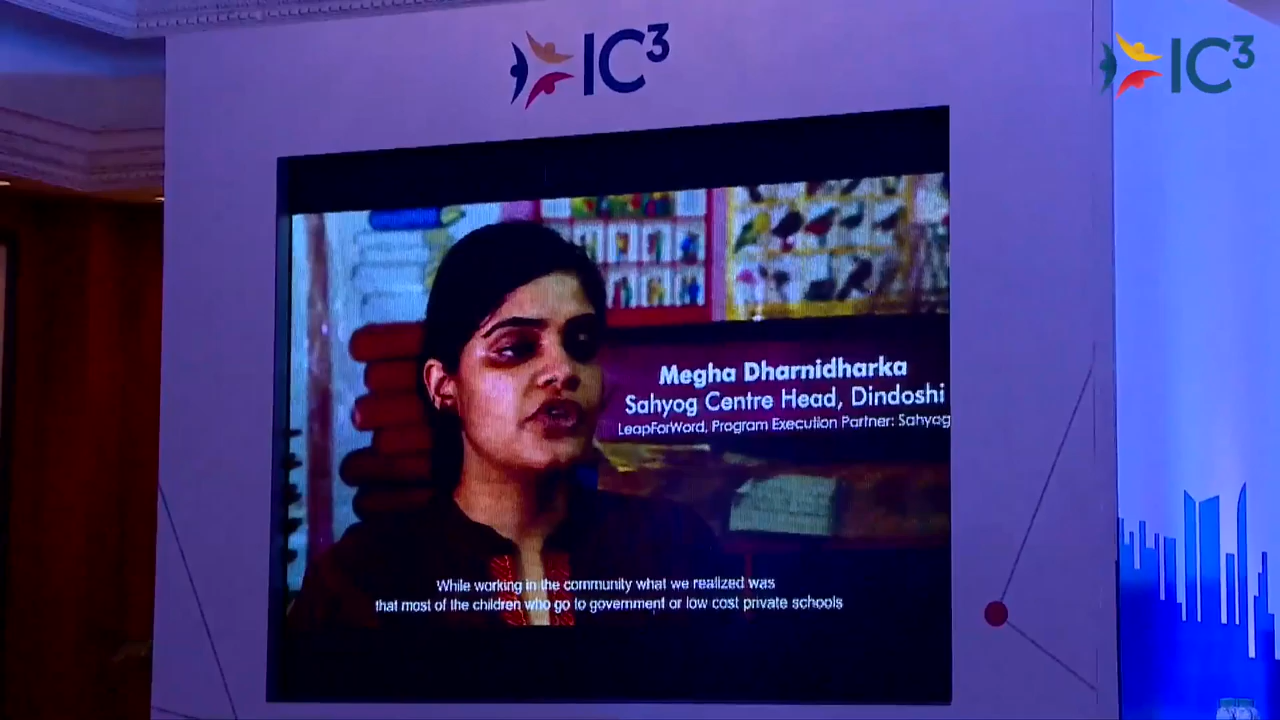 IC3
IC3
Megha Dharnidharka
Sahyog Centre Head, Dindoshi
LeapForWord, Program Execution Partner: Sahyog
While working in the community what we realized was
that most of the children who go to government or low cost private schools